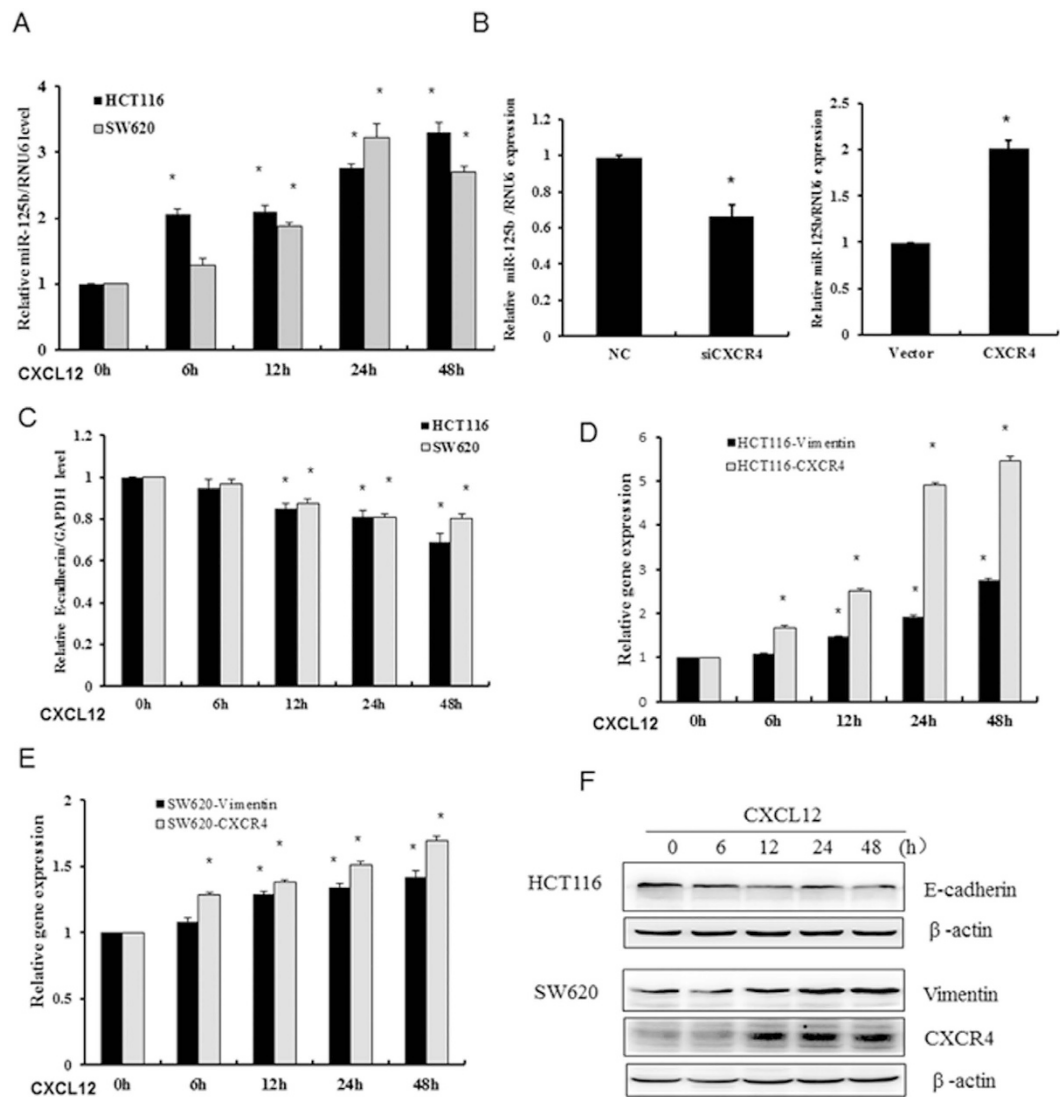 A
Relative miR-125b/RNU6 level
4
3
2
1
0
HCT116
SW620
*
*
*
*
*
*
*
CXCL12 0h 6h 12h 24h 48h
B
Relative miR-125b /RNU6 expression
1.2
1
0.8
0.6
0.4
0.2
0
*
NC siCXCR4
Relative miR-125b/RNU6 expression
2.5
2
1.5
1
0.5
0
*
Vector CXCR4
C
Relative E-cadherin/GAPDH level
1.2
1
0.8
0.6
0.4
0.2
0
HCT116
SW620
* * * * * *
CXCL12 0h 6h 12h 24h 48h
D
Relative gene expression
6
5
4
3
2
1
0
HCT116-Vimentin
HCT116-CXCR4
* * * * * * *
CXCL12 0h 6h 12h 24h 48h
E
Relative gene expression
2
1.5
1
0.5
0
SW620-Vimentin
SW620-CXCR4
* * * * * * *
CXCL12 0h 6h 12h 24h 48h
F
CXCL12
0 6 12 24 48 (h)
HCT116 E-cadherin
β-actin
SW620 Vimentin
CXCR4
β-actin